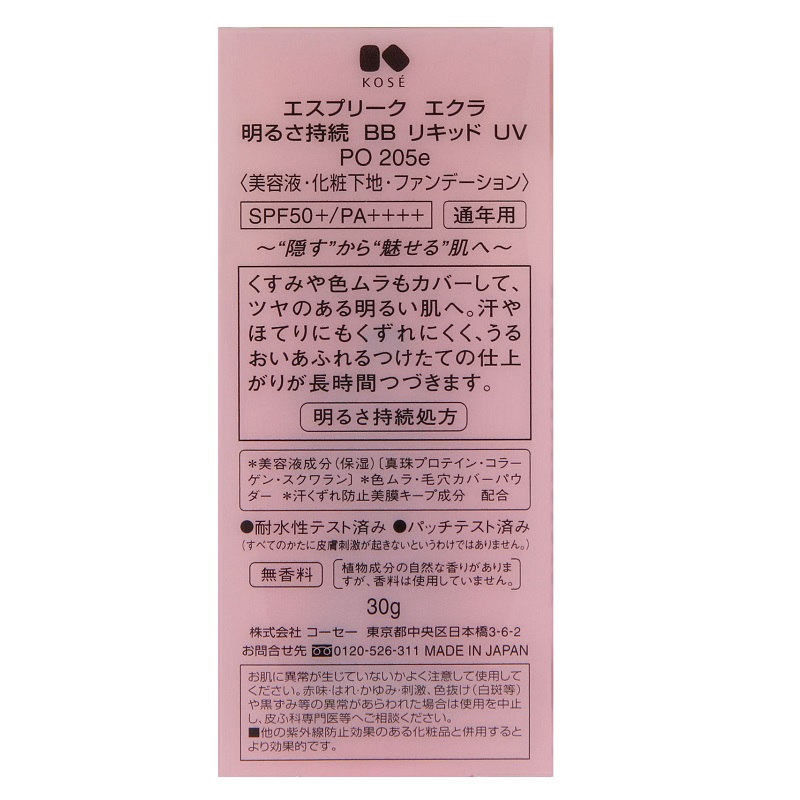 KOSÉ
エスプリーク エクラ
明るさ持続 BB リキッド UV
PO 205e
〈美容液・化粧下地・ファンデーション〉
SPF50+/PA++++ 通年用
〜“隠す”から“魅せる”肌へ〜
くすみや色ムラもカバーして、
ツヤのある明るい肌へ。汗や
ほてりにもくずれにくく、うる
おいあふれるつけたての仕上
がりが長時間つづきます。
明るさ持続処方
*美容液成分(保湿)〔真珠プロテイン・コラー
ゲン・スクワラン〕*色ムラ・毛穴カバーパウ
ダー *汗くずれ防止美膜キープ成分 配合
●耐水性テスト済み ●パッチテスト済み
(すべてのかたに皮膚刺激が起きないというわけではありません。)
無香料 〔植物成分の自然な香りがありま
すが、香料は使用していません。〕
30g
株式会社 コーセー 東京都中央区日本橋3-6-2
お問合せ先 0120-526-311 MADE IN JAPAN
お肌に異常が生じていないかよく注意して使用して
ください。赤味・はれ・かゆみ・刺激、色抜け(白斑等)
や黒ずみ等の異常があらわれた場合は使用を中止
し、皮ふ科専門医等へご相談ください。
■他の紫外線防止効果のある化粧品と併用すると
より効果的です。